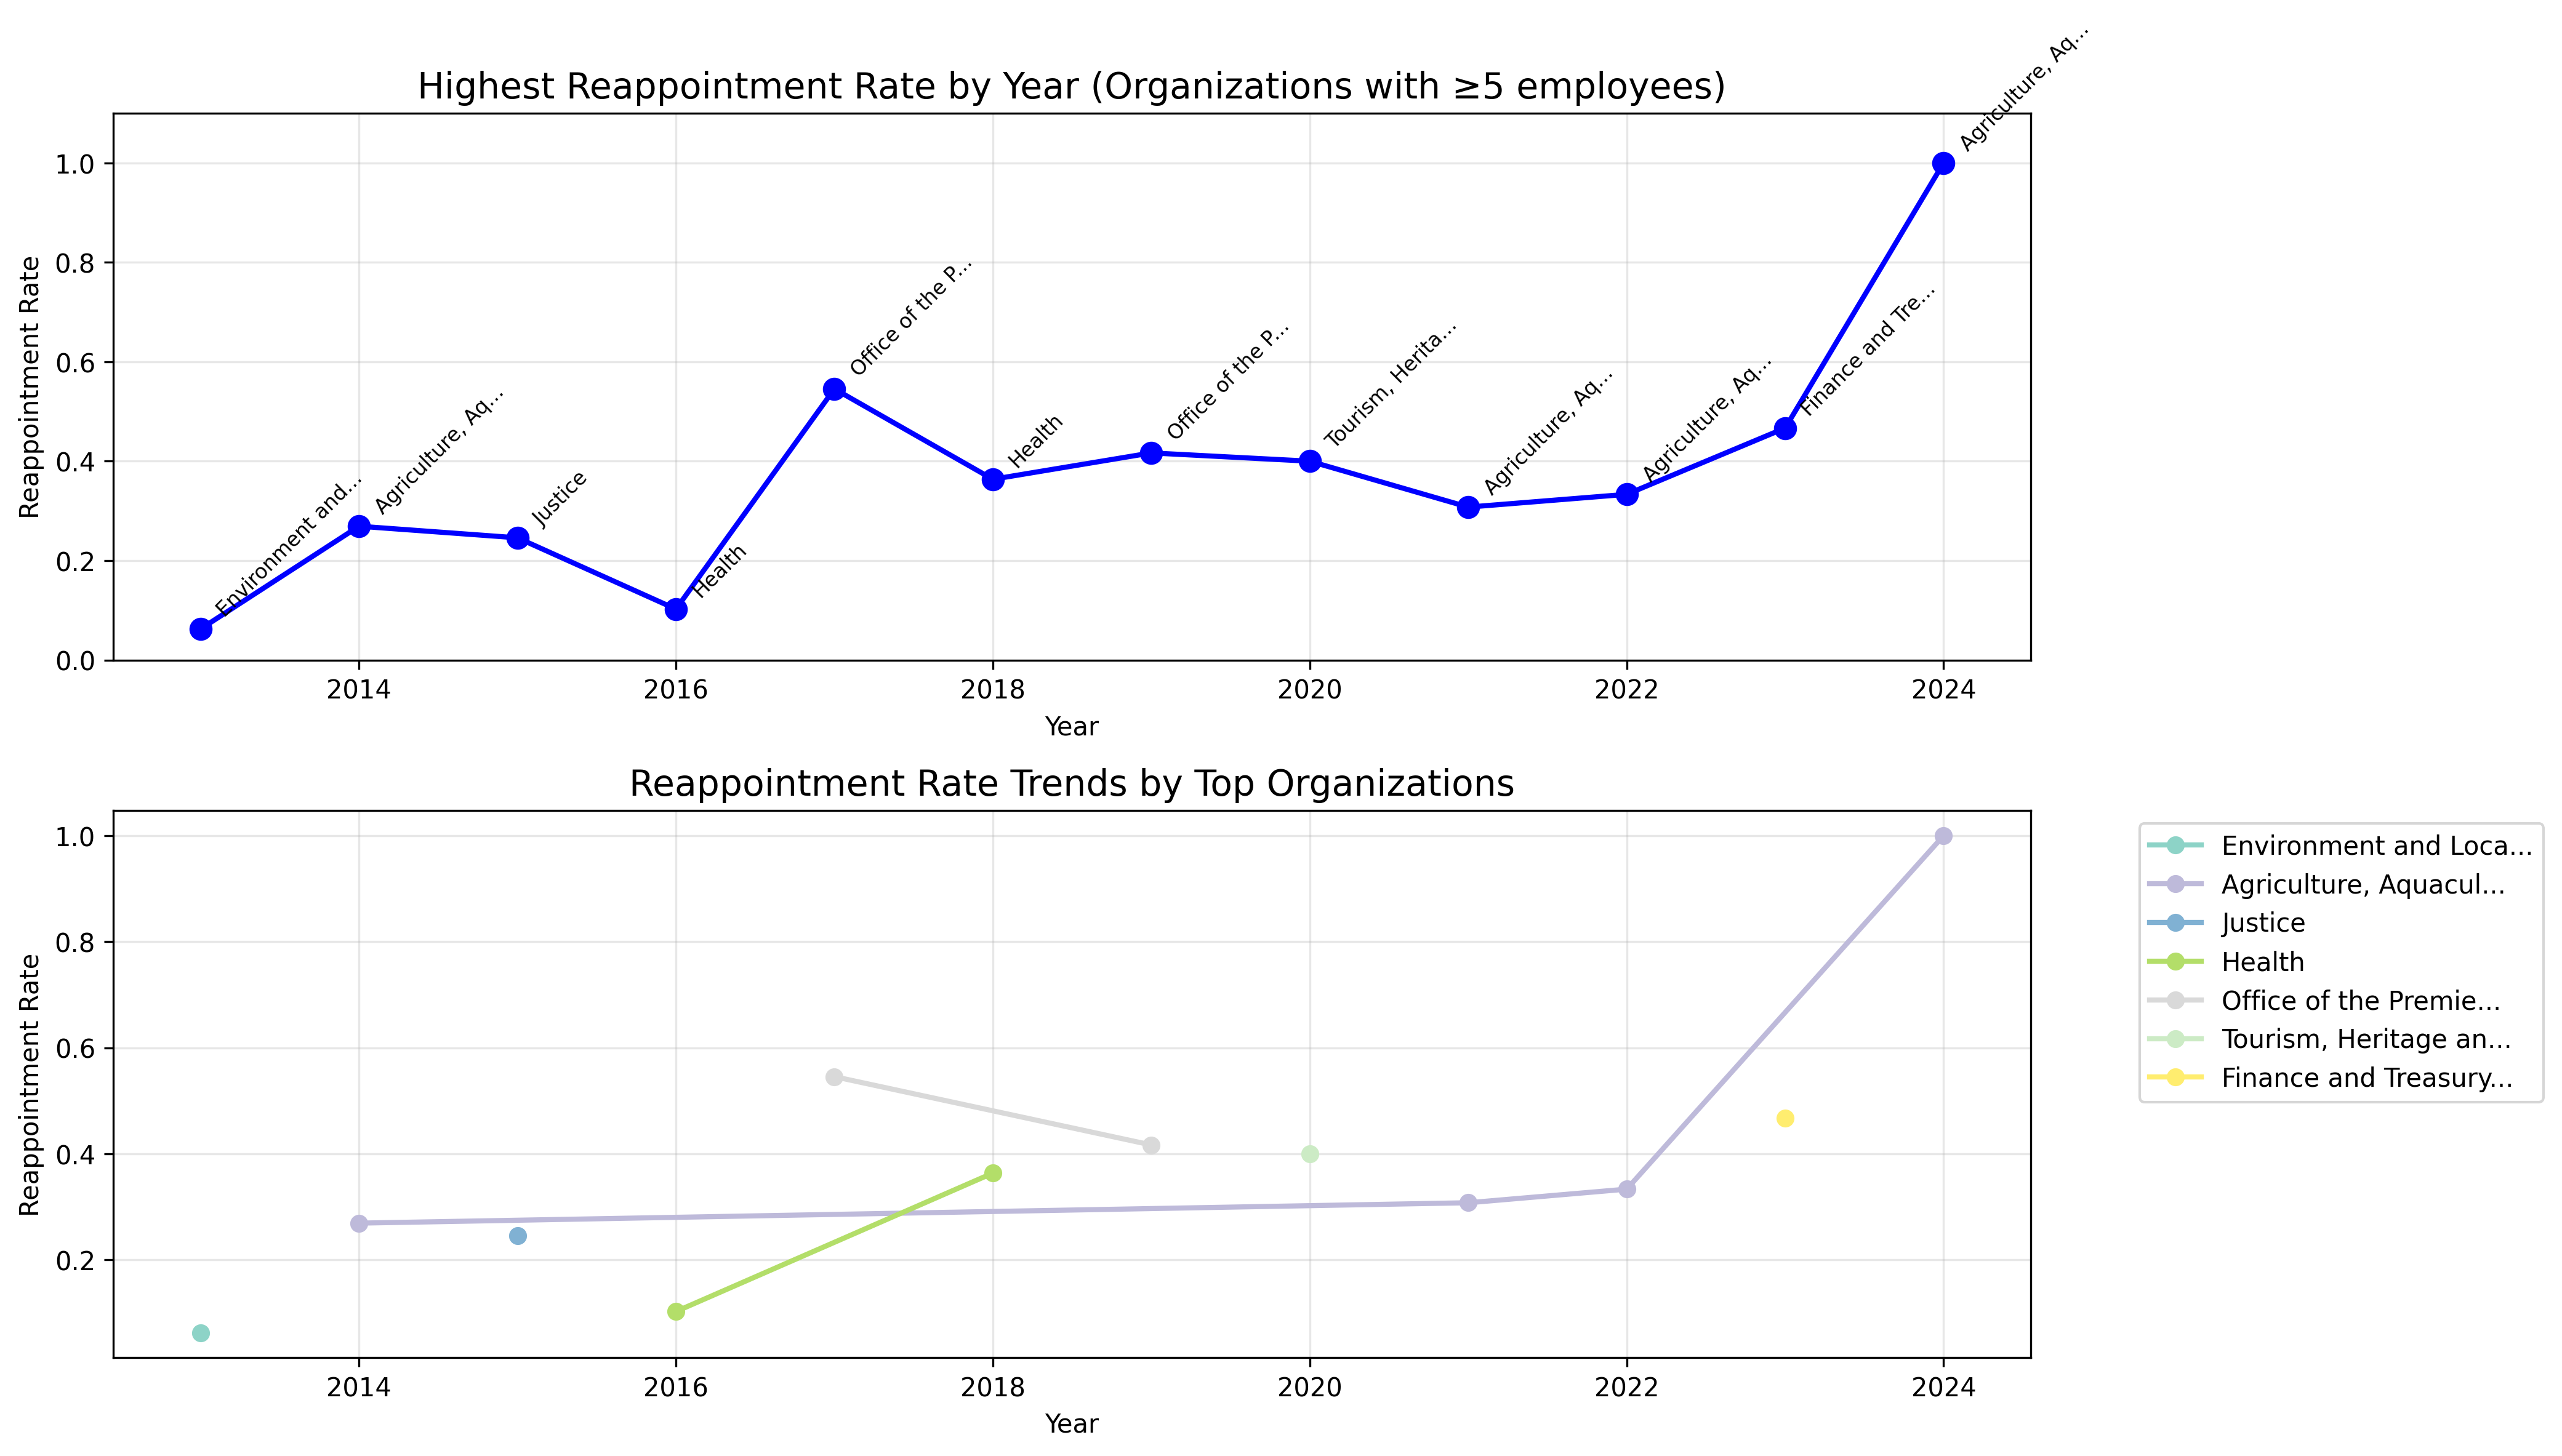 Highest Reappointment Rate by Year (Organizations with ≥5 employees)
Reappointment Rate
1.0
0.8
0.6
0.4
0.2
0.0
Environment and...
Agriculture, Aq...
Justice
Health
Office of the P...
Health
Office of the P...
Tourism, Herita...
Agriculture, Aq...
Agriculture, Aq...
Finance and Tre...
Agriculture, Aq...
2014 2016 2018 2020 2022 2024
Year
Reappointment Rate Trends by Top Organizations
Reappointment Rate
1.0
0.8
0.6
0.4
0.2
2014 2016 2018 2020 2022 2024
Year
Environment and Loca...
Agriculture, Aquacul...
Justice
Health
Office of the Premie...
Tourism, Heritage an...
Finance and Treasury...